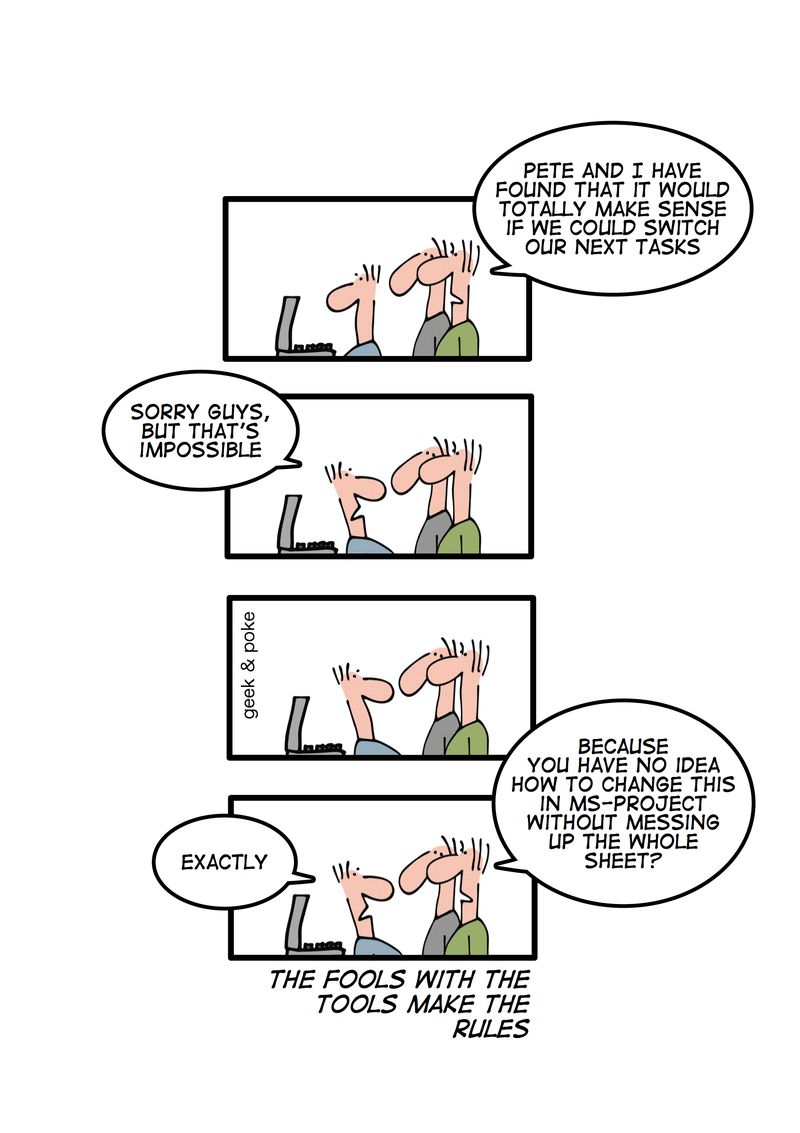 PETE AND I HAVE
FOUND THAT IT WOULD
TOTALLY MAKE SENSE
IF WE COULD SWITCH
OUR NEXT TASKS
SORRY GUYS,
BUT THAT'S
IMPOSSIBLE
geek & poke
BECAUSE
YOU HAVE NO IDEA
HOW TO CHANGE THIS
IN MS-PROJECT
WITHOUT MESSING
UP THE WHOLE
SHEET?
EXACTLY
THE FOOLS WITH THE
TOOLS MAKE THE
RULES